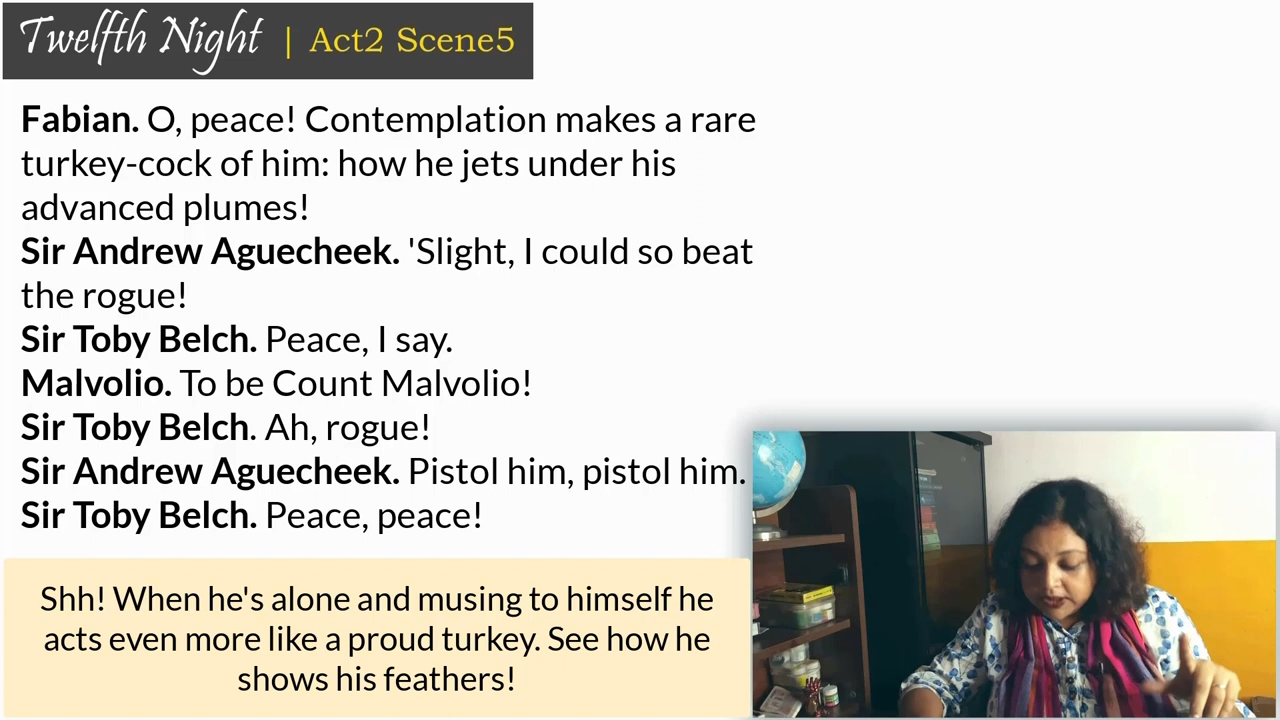 Twelfth Night | Act2 Scene5
Fabian. O, peace! Contemplation makes a rare
turkey-cock of him: how he jets under his
advanced plumes!
Sir Andrew Aguecheek. 'Slight, I could so beat
the rogue!
Sir Toby Belch. Peace, I say.
Malvolio. To be Count Malvolio!
Sir Toby Belch. Ah, rogue!
Sir Andrew Aguecheek. Pistol him, pistol him.
Sir Toby Belch. Peace, peace!
Shh! When he's alone and musing to himself he
acts even more like a proud turkey. See how he
shows his feathers!